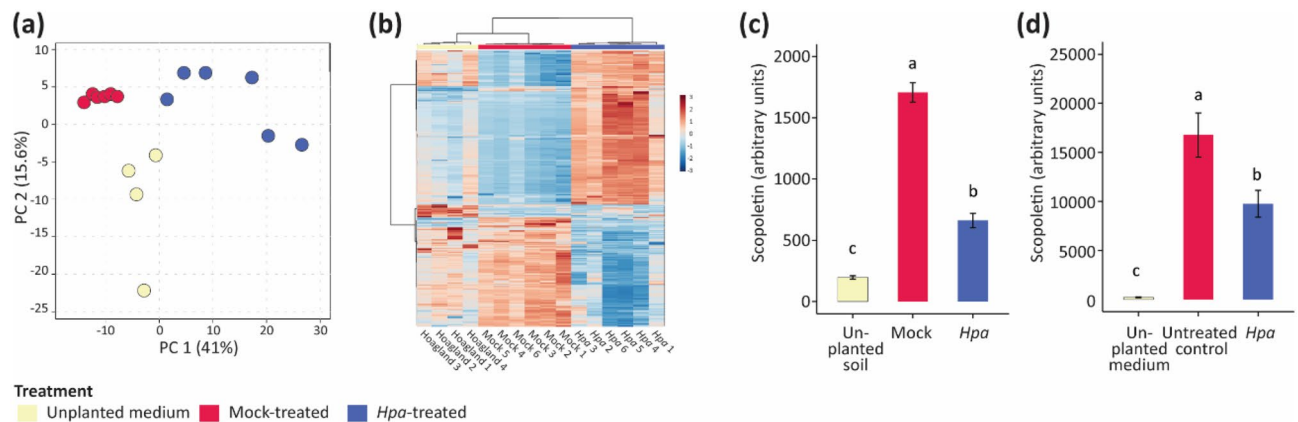 (a)
10
5
0
-5
-10
-15
-20
-25
PC 2 (15.6%)
-10 0 10 20 30
PC 1 (41%)
(b)
3
2
1
0
-1
-2
-3
Hoagland 3
Hoagland 2
Hoagland 1
Hoagland 4
Mock 5
Mock 4
Mock 6
Mock 3
Mock 2
Mock 1
Hpa 3
Hpa 2
Hpa 6
Hpa 5
Hpa 4
Hpa 1
(c)
2000
1500
1000
500
0
Scopoletin (arbitrary units)
c
a
b
Un-
planted
soil
Mock
Hpa
(d)
25000
20000
15000
10000
5000
0
Scopoletin (arbitrary units)
c
a
b
Un-
planted
medium
Untreated
control
Hpa
Treatment
Unplanted medium Mock-treated Hpa-treated